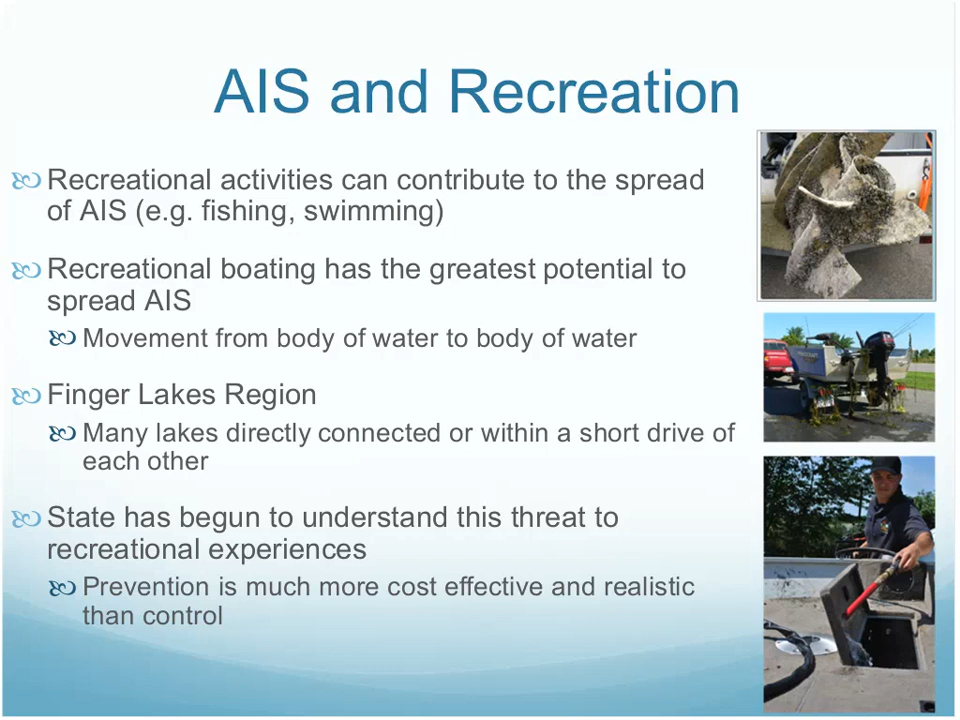 AIS and Recreation
Recreational activities can contribute to the spread
of AIS (e.g. fishing, swimming)
Recreational boating has the greatest potential to
spread AIS
Movement from body of water to body of water
Finger Lakes Region
Many lakes directly connected or within a short drive of
each other
State has begun to understand this threat to
recreational experiences
Prevention is much more cost effective and realistic
than control